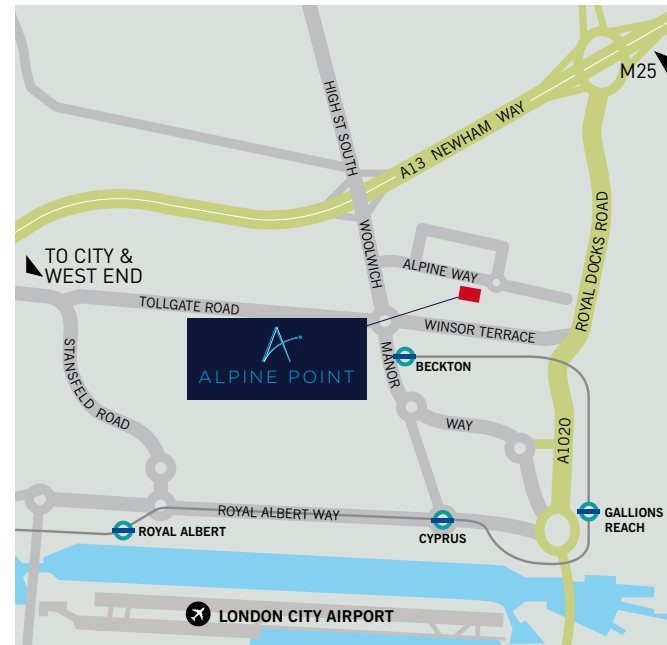 M25
HIGH ST SOUTH
A13 NEWHAM WAY
ROYAL DOCKS ROAD
WOOLWICH
TO CITY &
WEST END
ALPINE WAY
TOLLGATE ROAD
WINSOR TERRACE
ALPINE POINT
STANSFELD ROAD
MANOR
BECKTON
WAY
A1020
ROYAL ALBERT WAY
GALLIONS
REACH
ROYAL ALBERT
CYPRUS
LONDON CITY AIRPORT